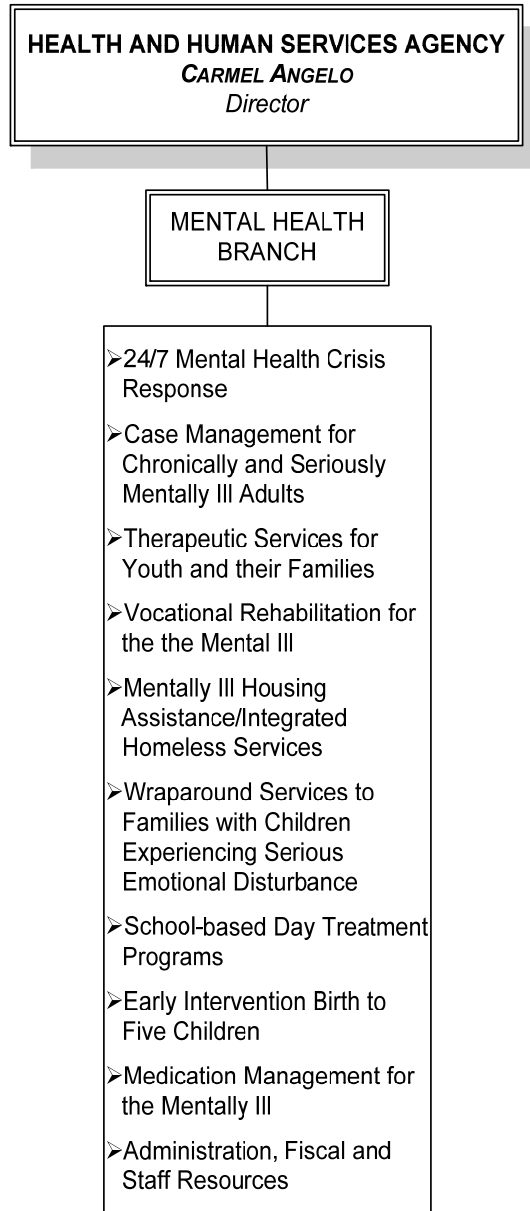 HEALTH AND HUMAN SERVICES AGENCY
CARMEL ANGELO
Director
MENTAL HEALTH
BRANCH
➢24/7 Mental Health Crisis
Response
➢Case Management for
Chronically and Seriously
Mentally Ill Adults
➢Therapeutic Services for
Youth and their Families
➢Vocational Rehabilitation for
the the Mental Ill
➢Mentally Ill Housing
Assistance/Integrated
Homeless Services
➢Wraparound Services to
Families with Children
Experiencing Serious
Emotional Disturbance
➢School-based Day Treatment
Programs
➢Early Intervention Birth to
Five Children
➢Medication Management for
the Mentally Ill
➢Administration, Fiscal and
Staff Resources